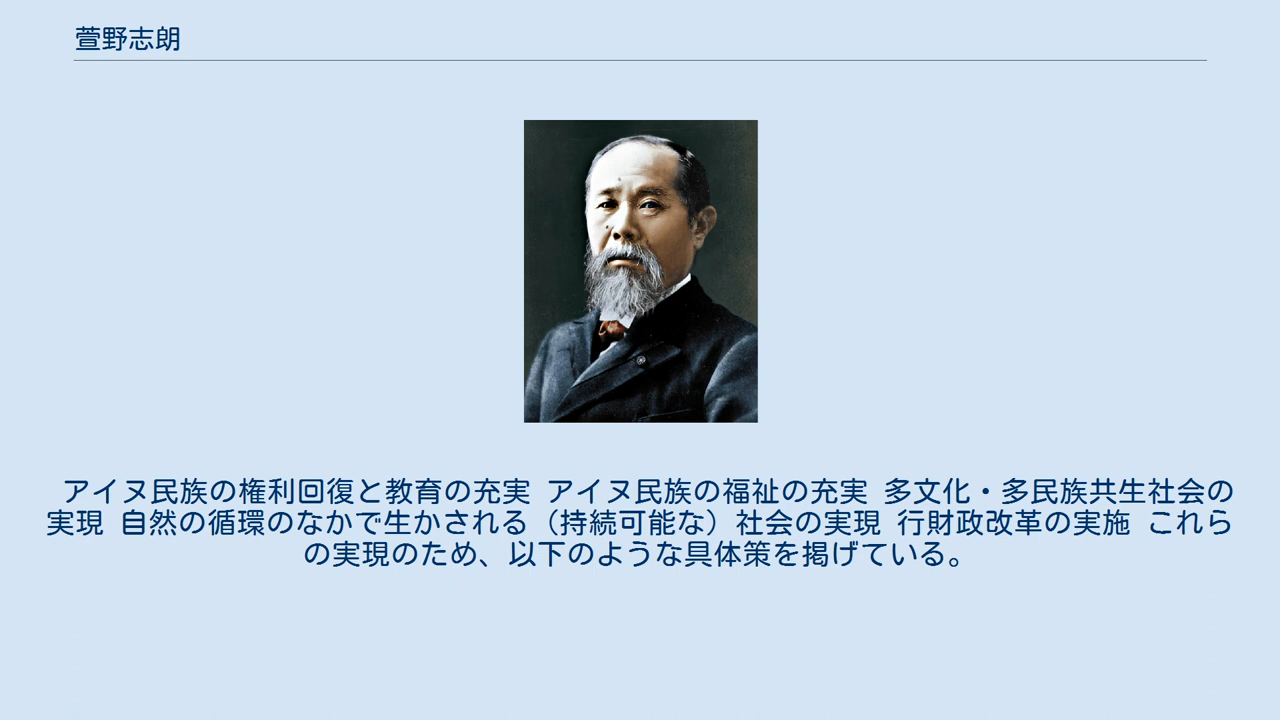 萱野志朗
アイヌ民族の権利回復と教育の充実 アイヌ民族の福祉の充実 多文化・多民族共生社会の
実現 自然の循環のなかで生かされる（持続可能な）社会の実現 行財政改革の実施 これら
の実現のため、以下のような具体策を掲げている。